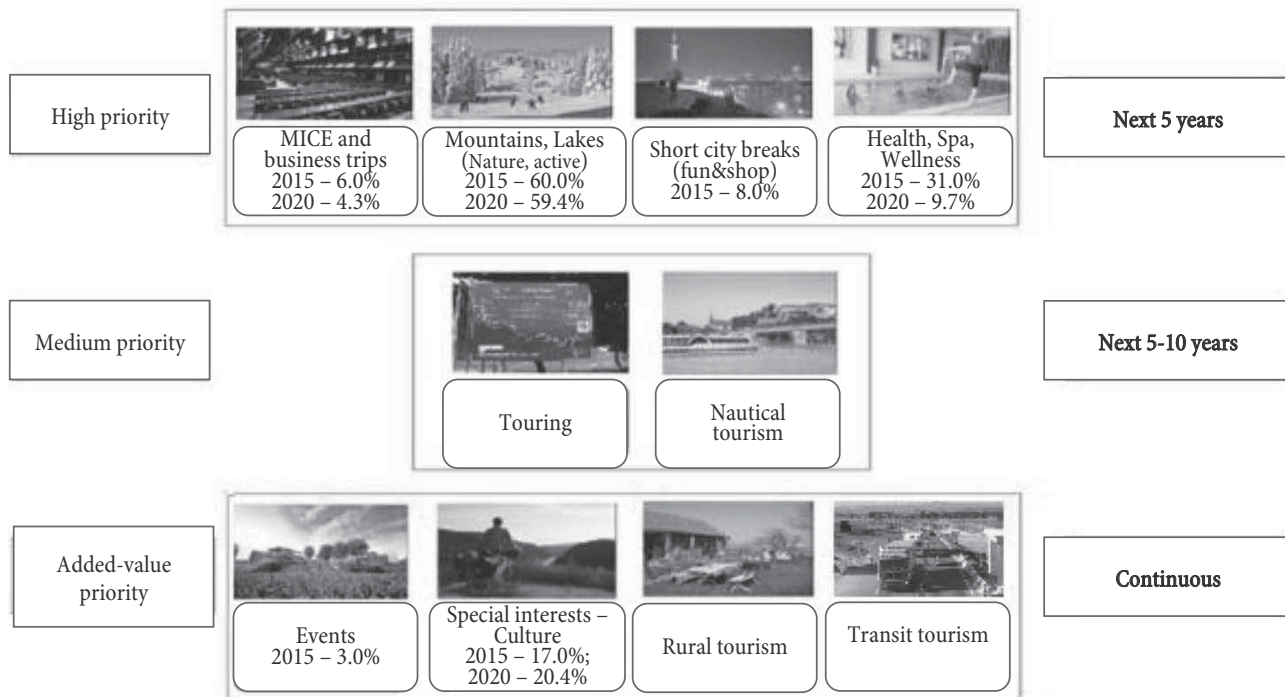 High priority
MICE and
business trips
2015 – 6.0%
2020 – 4.3%
Mountains, Lakes
(Nature, active)
2015 – 60.0%
2020 – 59.4%
Short city breaks
(fun&shop)
2015 – 8.0%
Health, Spa,
Wellness
2015 – 31.0%
2020 – 9.7%
Next 5 years
Medium priority
Touring
Nautical
tourism
Next 5-10 years
Added-value
priority
Events
2015 – 3.0%
Special interests –
Culture
2015 – 17.0%;
2020 – 20.4%
Rural tourism
Transit tourism
Continuous